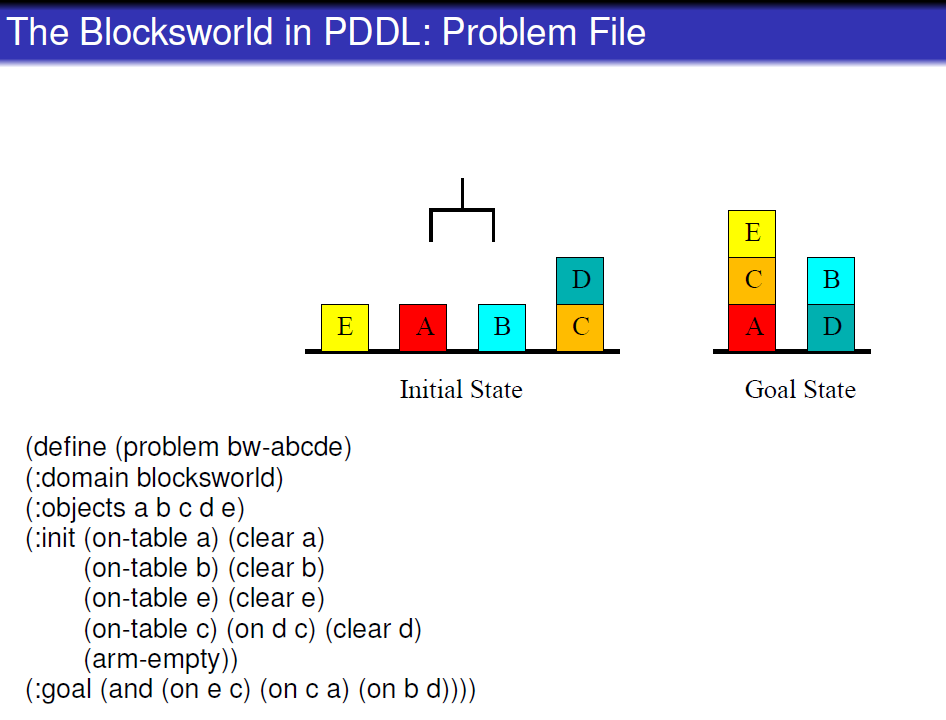 The Blocksworld in PDDL: Problem File
E A B D C
E C A B D
Initial State
Goal State
(define (problem bw-abcde)
(:domain blocksworld)
(:objects a b c d e)
(:init (on-table a) (clear a)
(on-table b) (clear b)
(on-table e) (clear e)
(on-table c) (on d c) (clear d)
(arm-empty))
(:goal (and (on e c) (on c a) (on b d))))